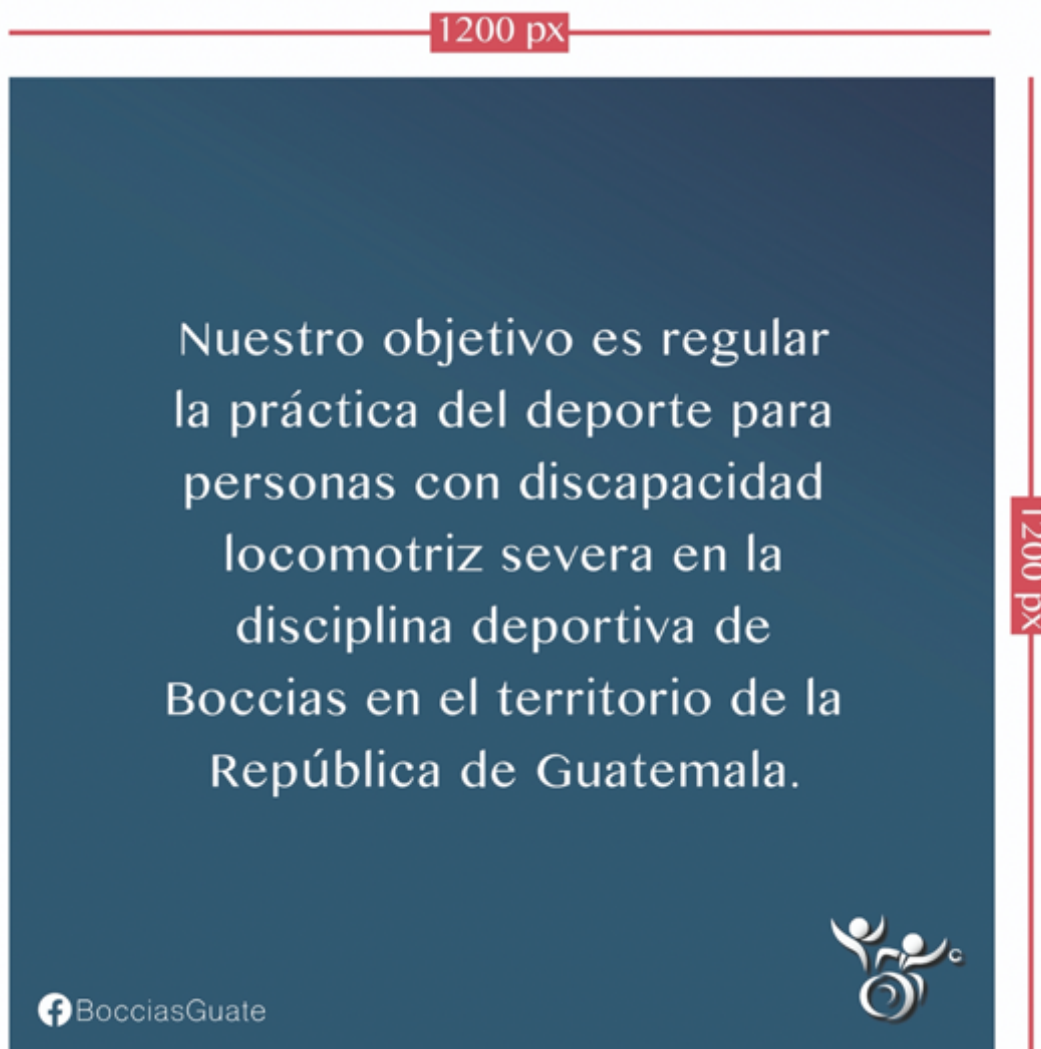 1200 px
Nuestro objetivo es regular
la práctica del deporte para
personas con discapacidad
locomotriz severa en la
disciplina deportiva de
Boccias en el territorio de la
República de Guatemala.
1200 px
BocciasGuate